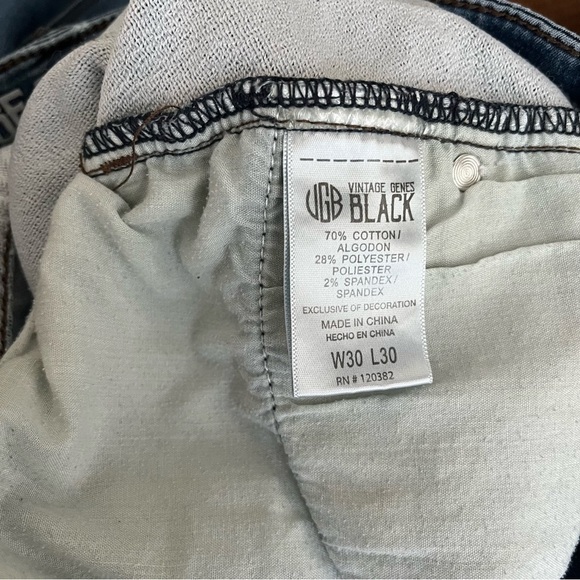 VGB VINTAGE GENES
BLACK
70% COTTON/
ALGODON
28% POLYESTER/
POLIESTER
2% SPANDEX/
SPANDEX
EXCLUSIVE OF DECORATION
MADE IN CHINA
HECHO EN CHINA
W30 L30
RN # 120382